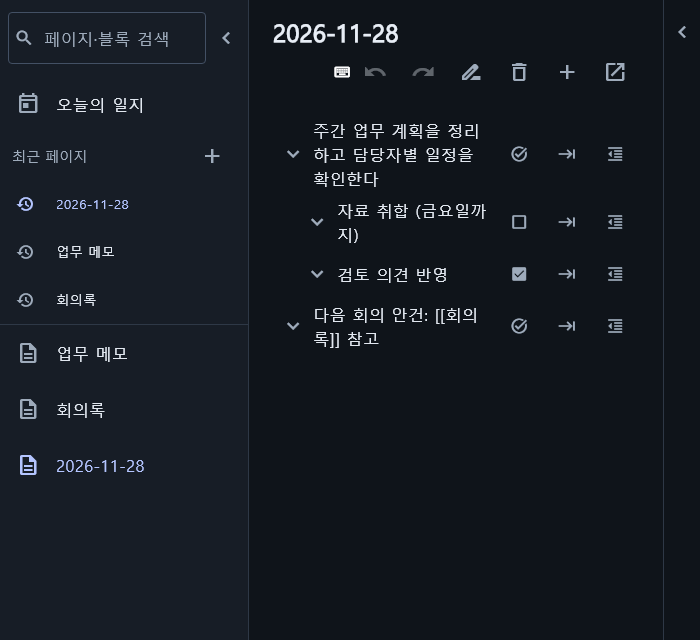 페이지·블록 검색
오늘의 일지
최근 페이지
2026-11-28
업무 메모
회의록
업무 메모
회의록
2026-11-28
2026-11-28
주간 업무 계획을 정리
하고 담당자별 일정을
확인한다
자료 취합 (금요일까
지)
검토 의견 반영
다음 회의 안건: [[회의
록]] 참고